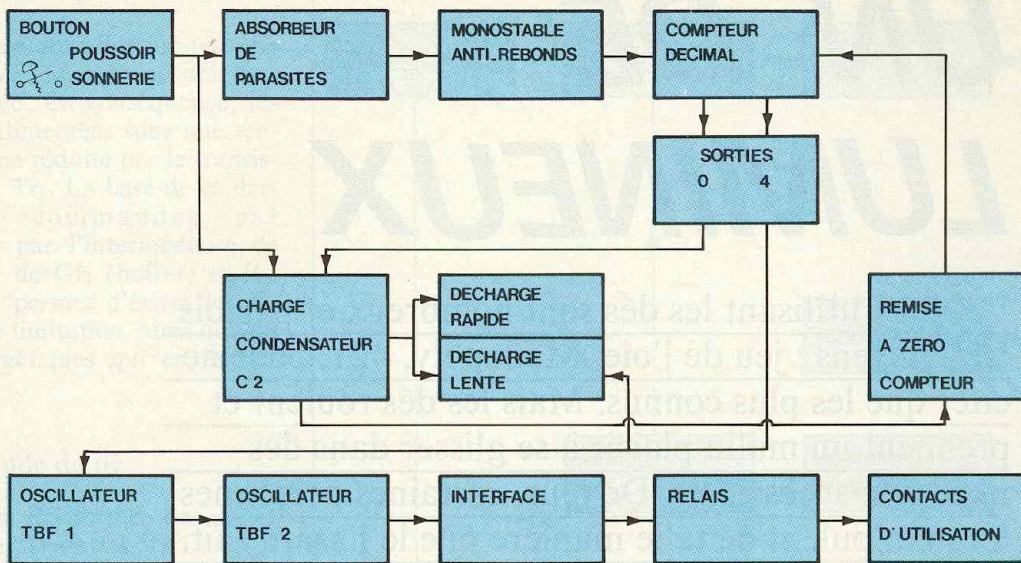 BOUTON
POUSSOIR
SONNERIE
ABSORBEUR
DE
PARASITES
MONOSTABLE
ANTI_REBONDS
COMPTEUR
DECIMAL
SORTIES
0 4
CHARGE
CONDENSATEUR
C2
DECHARGE
RAPIDE
DECHARGE
LENTE
REMISE
A ZERO
COMPTEUR
OSCILLATEUR
TBF 1
OSCILLATEUR
TBF 2
INTERFACE
RELAIS
CONTACTS
D'UTILISATION